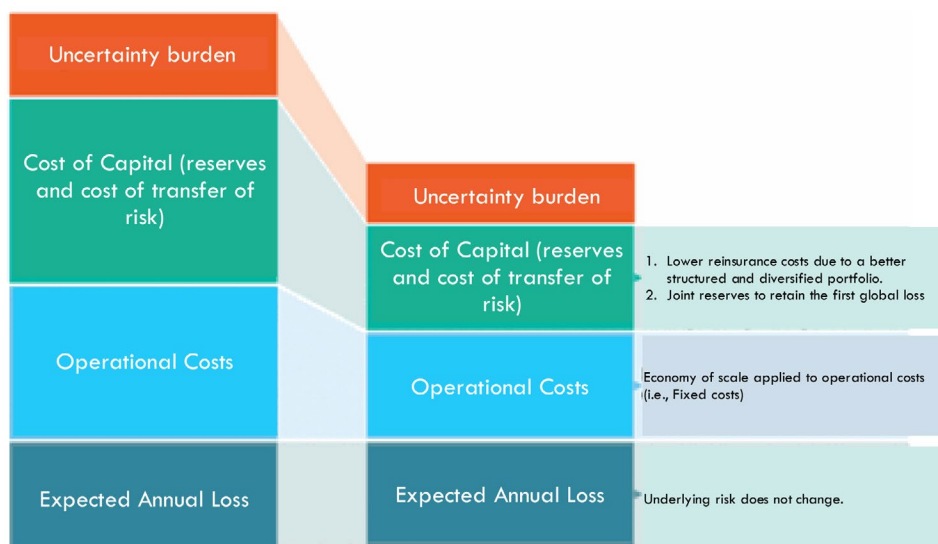 Uncertainty burden
Cost of Capital (reserves
and cost of transfer of
risk)
Operational Costs
Expected Annual Loss
Uncertainty burden
Cost of Capital (reserves
and cost of transfer of
risk)
Operational Costs
Expected Annual Loss
1. Lower reinsurance costs due to a better
structured and diversified portfolio.
2. Joint reserves to retain the first global loss
Economy of scale applied to operational costs
(i.e., Fixed costs)
Underlying risk does not change.